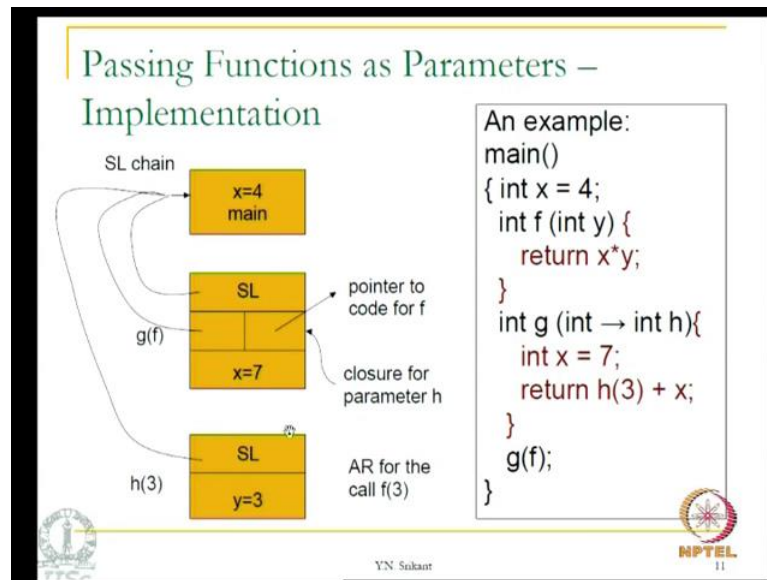 Passing Functions as Parameters –
Implementation
SL chain
x=4
main
SL
g(f)
x=7
pointer to
code for f
closure for
parameter h
SL
h(3)
y=3
AR for the
call f(3)
An example:
main()
{ int x = 4;
int f (int y) {
return x*y;
}
int g (int → int h){
int x = 7;
return h(3) + x;
}
g(f);
}
Y.N. Srikant
NPTEL
11